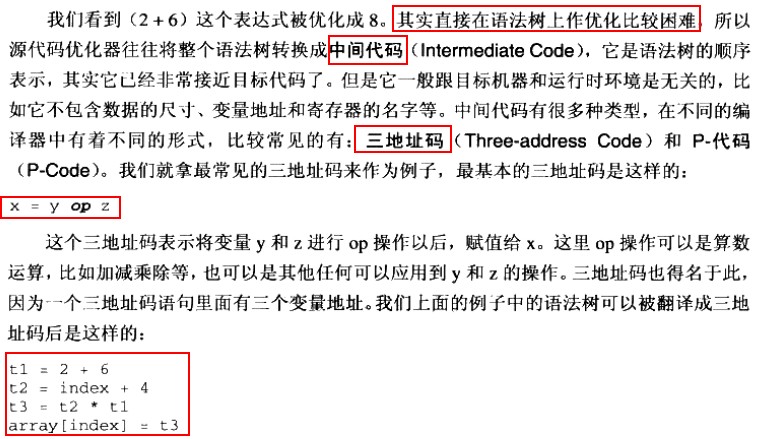 我们看到（2 + 6）这个表达式被优化成 8。其实直接在语法树上作优化比较困难，所以
源代码优化器往往将整个语法树转换成中间代码（Intermediate Code），它是语法树的顺序
表示，其实它已经非常接近目标代码了。但是它一般跟目标机器和运行时环境是无关的，比
如它不包含数据的尺寸、变量地址和寄存器的名字等。中间代码有很多种类型，在不同的编
译器中有着不同的形式，比较常见的有：三地址码（Three-address Code）和 P-代码
（P-Code）。我们就拿最常见的三地址码来作为例子，最基本的三地址码是这样的：
x = y op z
这个三地址码表示将变量 y 和 z 进行 op 操作以后，赋值给 x。这里 op 操作可以是算数
运算，比如加减乘除等，也可以是其他任何可以应用到 y 和 z 的操作。三地址码也得名于此，
因为一个三地址码语句里面有三个变量地址。我们上面的例子中的语法树可以被翻译成三地
址码后是这样的：
t1 = 2 + 6
t2 = index + 4
t3 = t2 * t1
array[index] = t3